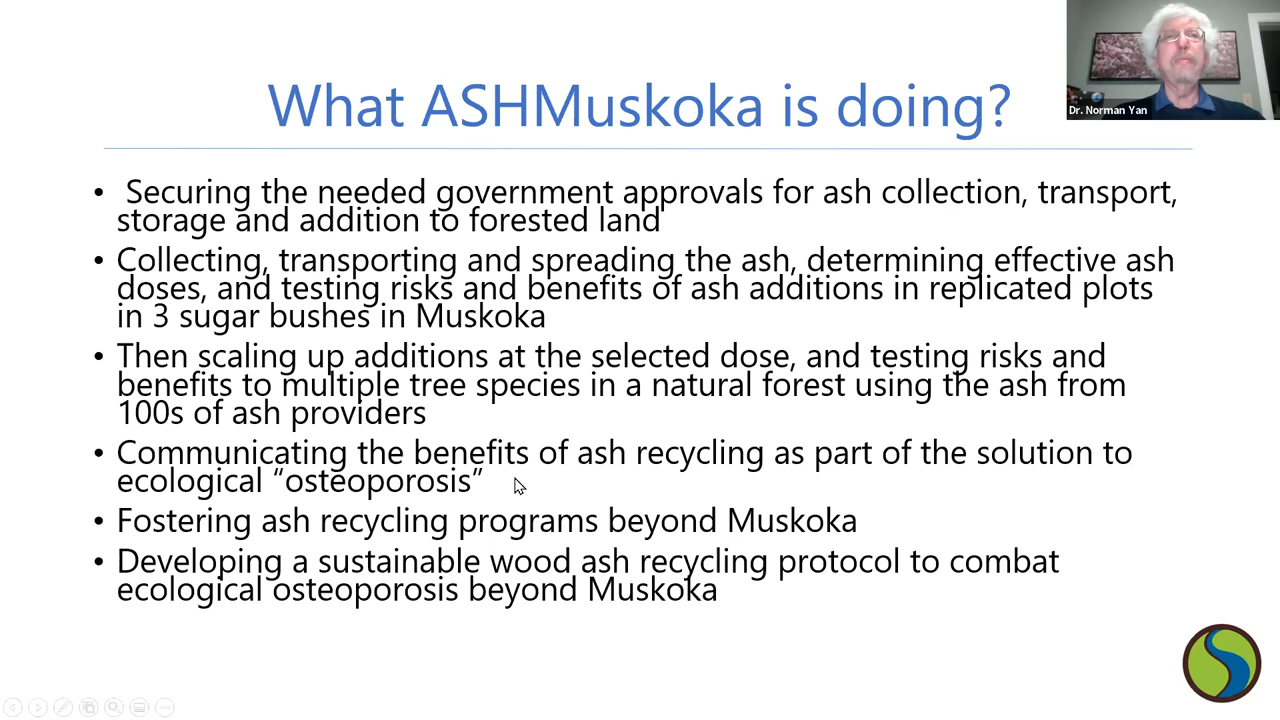 What ASHMuskoka is doing?
Dr. Norman Yan
• Securing the needed government approvals for ash collection, transport,
storage and addition to forested land
• Collecting, transporting and spreading the ash, determining effective ash
doses, and testing risks and benefits of ash additions in replicated plots
in 3 sugar bushes in Muskoka
• Then scaling up additions at the selected dose, and testing risks and
benefits to multiple tree species in a natural forest using the ash from
100s of ash providers
• Communicating the benefits of ash recycling as part of the solution to
ecological “osteoporosis”
• Fostering ash recycling programs beyond Muskoka
• Developing a sustainable wood ash recycling protocol to combat
ecological osteoporosis beyond Muskoka